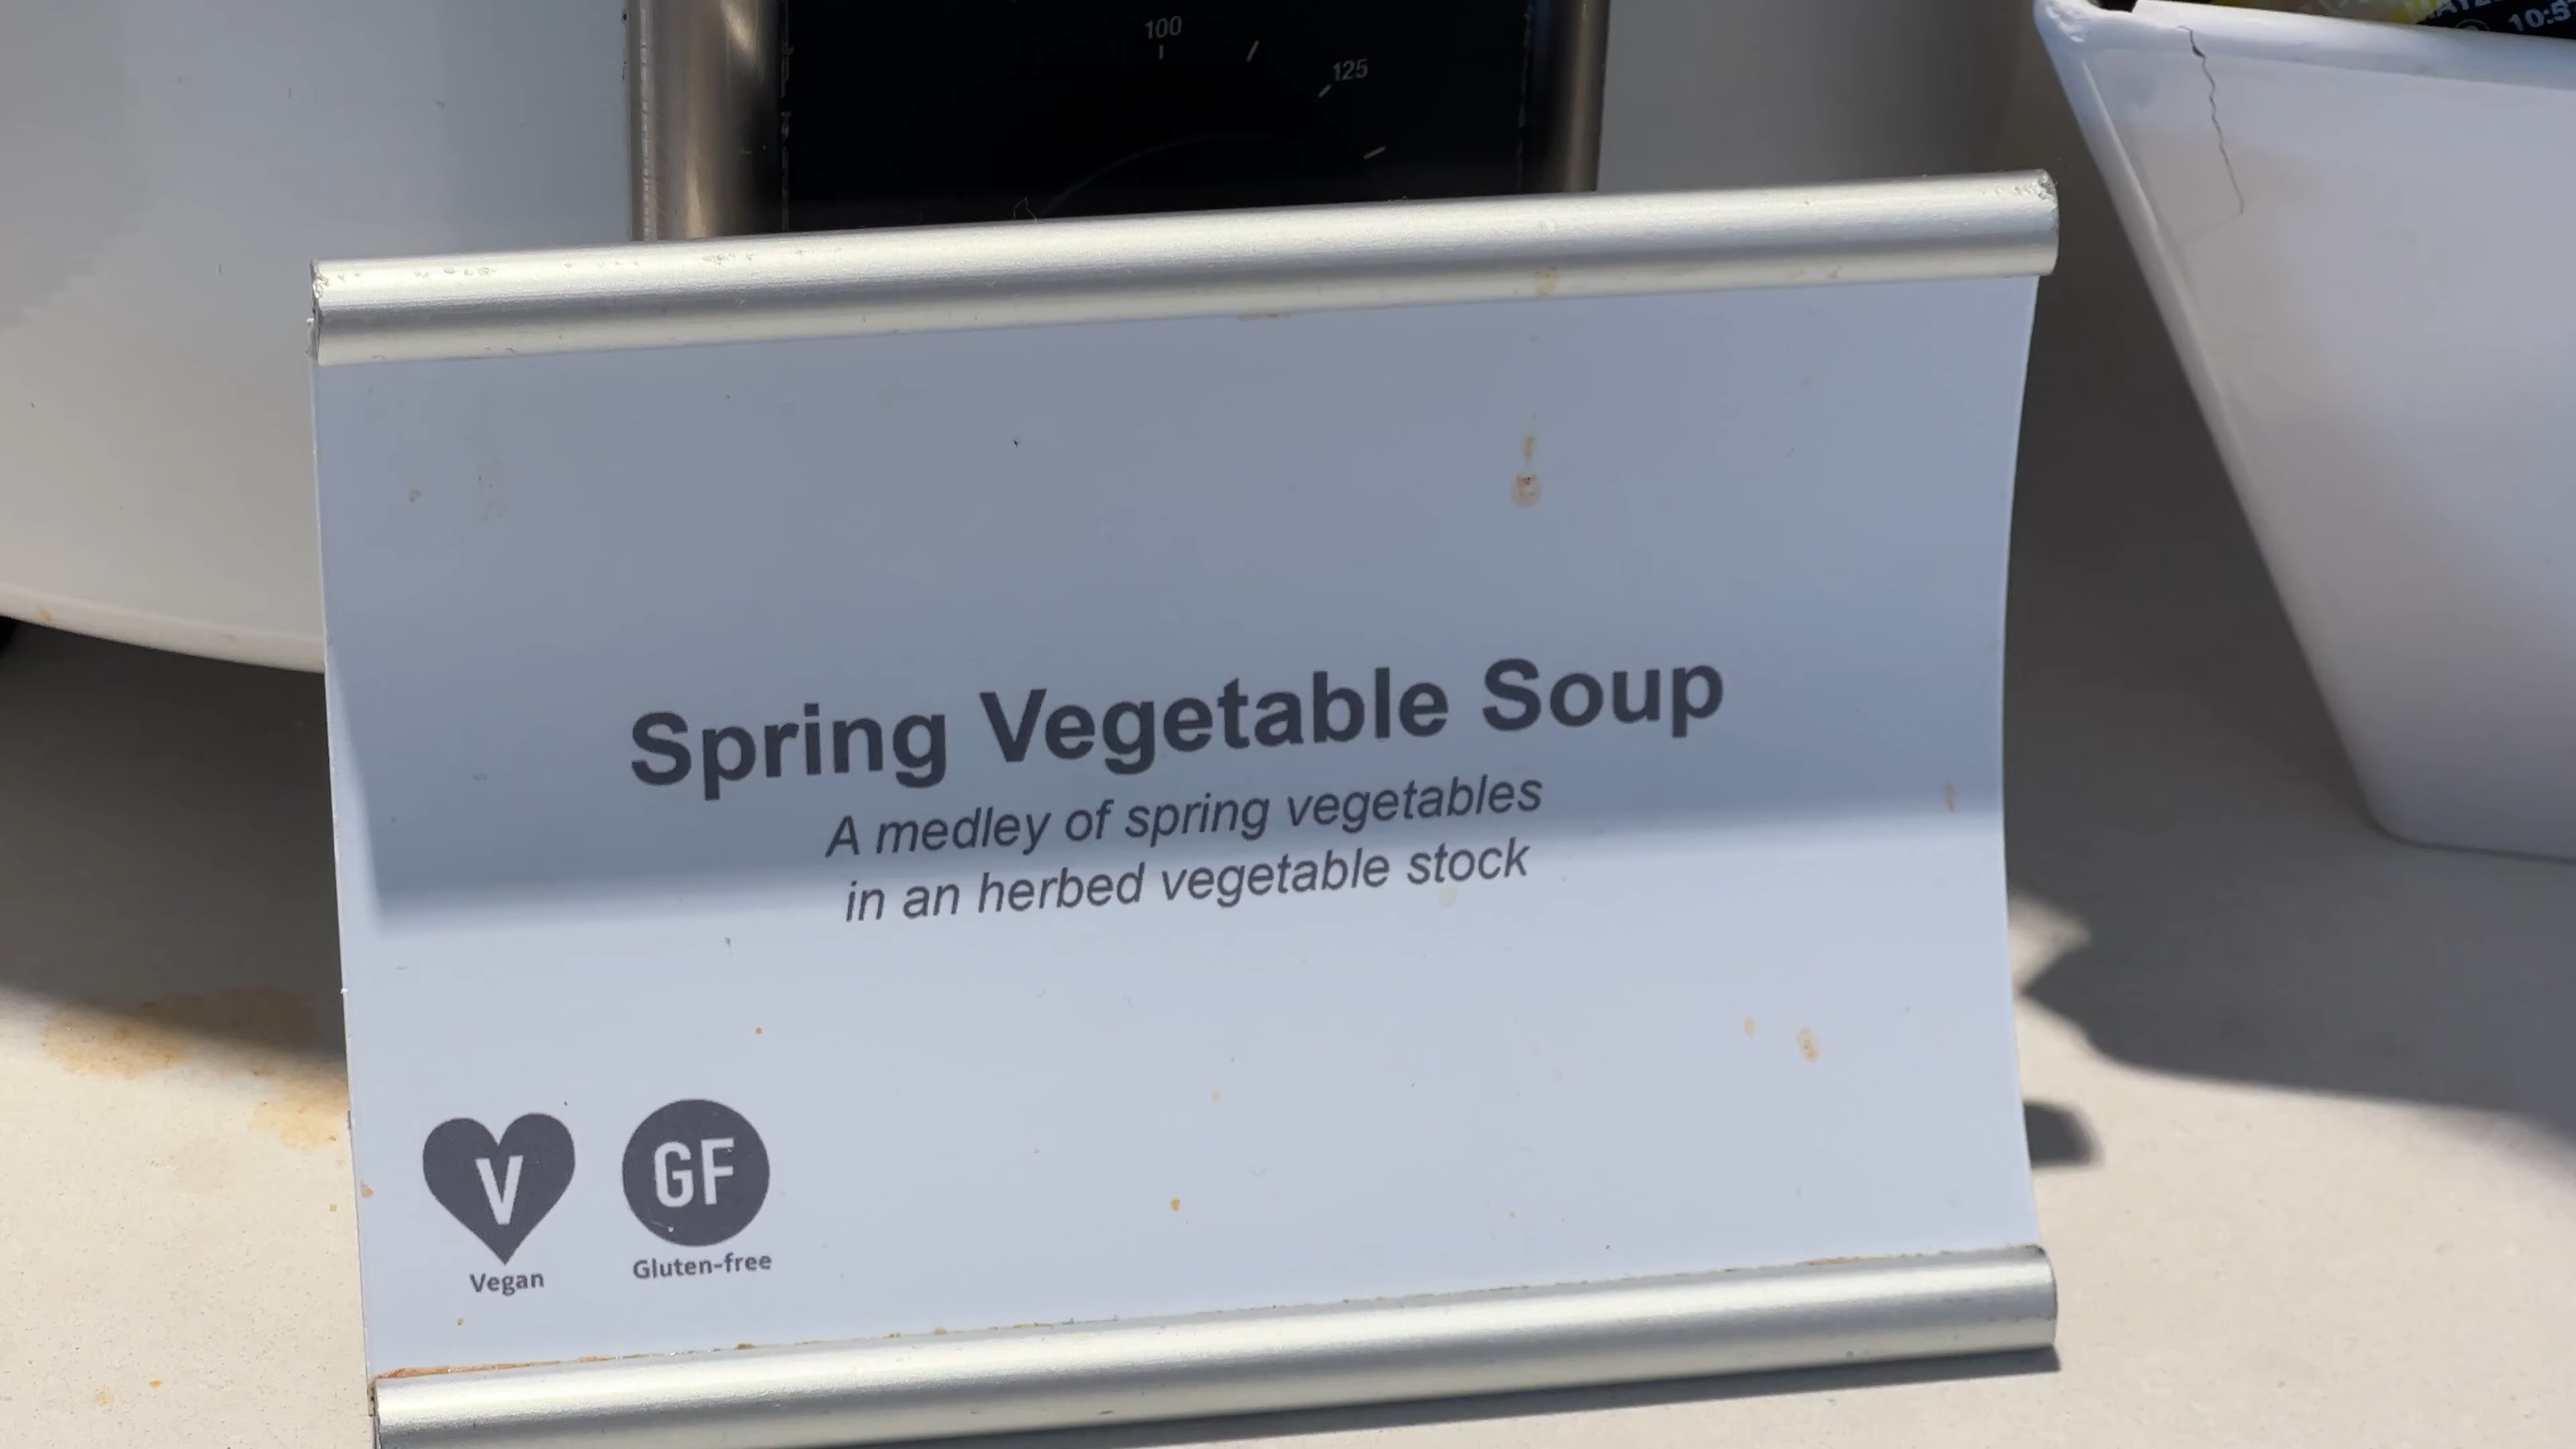 100
125
Spring Vegetable Soup
A medley of spring vegetables
in an herbed vegetable stock
V
GF
Vegan
Gluten-free